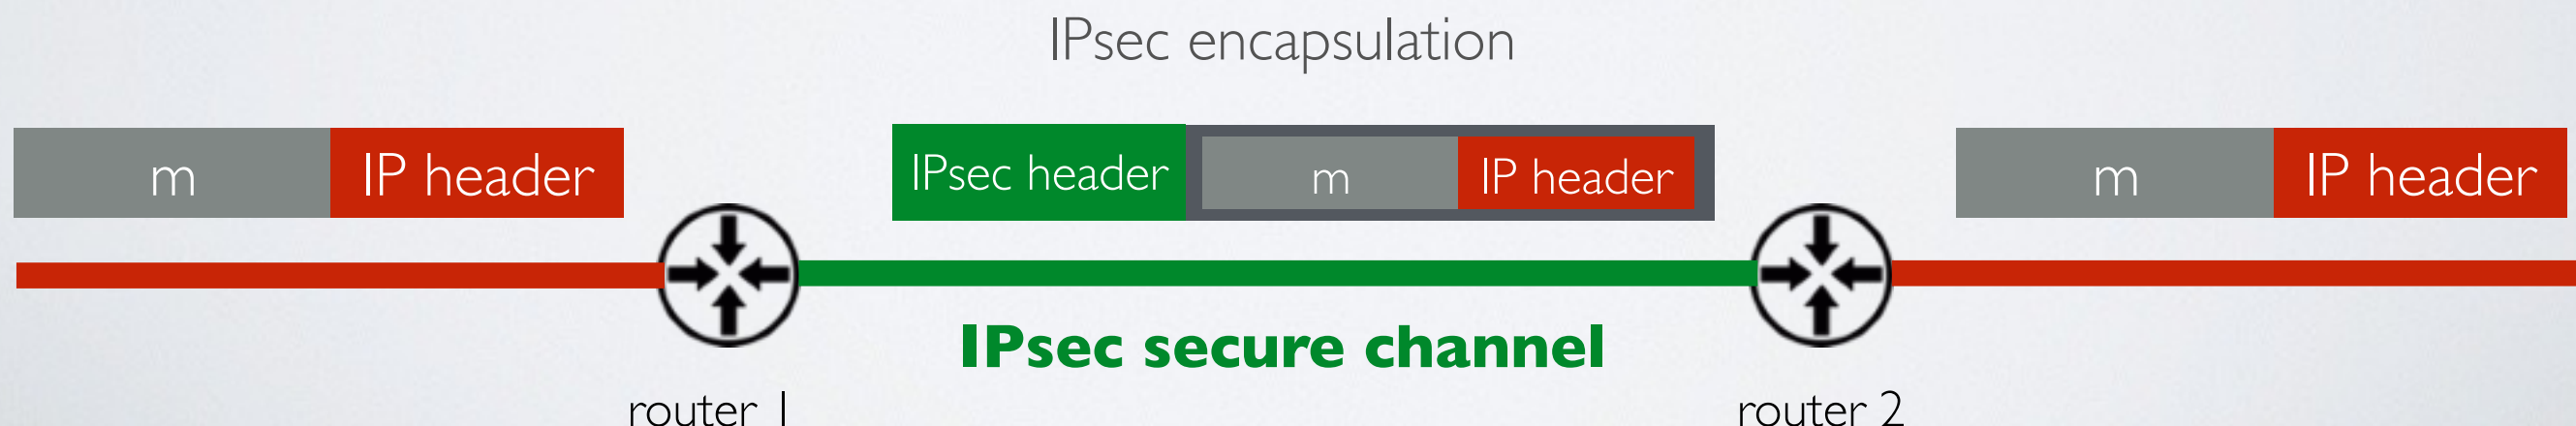 IPsec encapsulation
m IP header
IPsec header m IP header
m IP header
IPsec secure channel
router 1
router 2